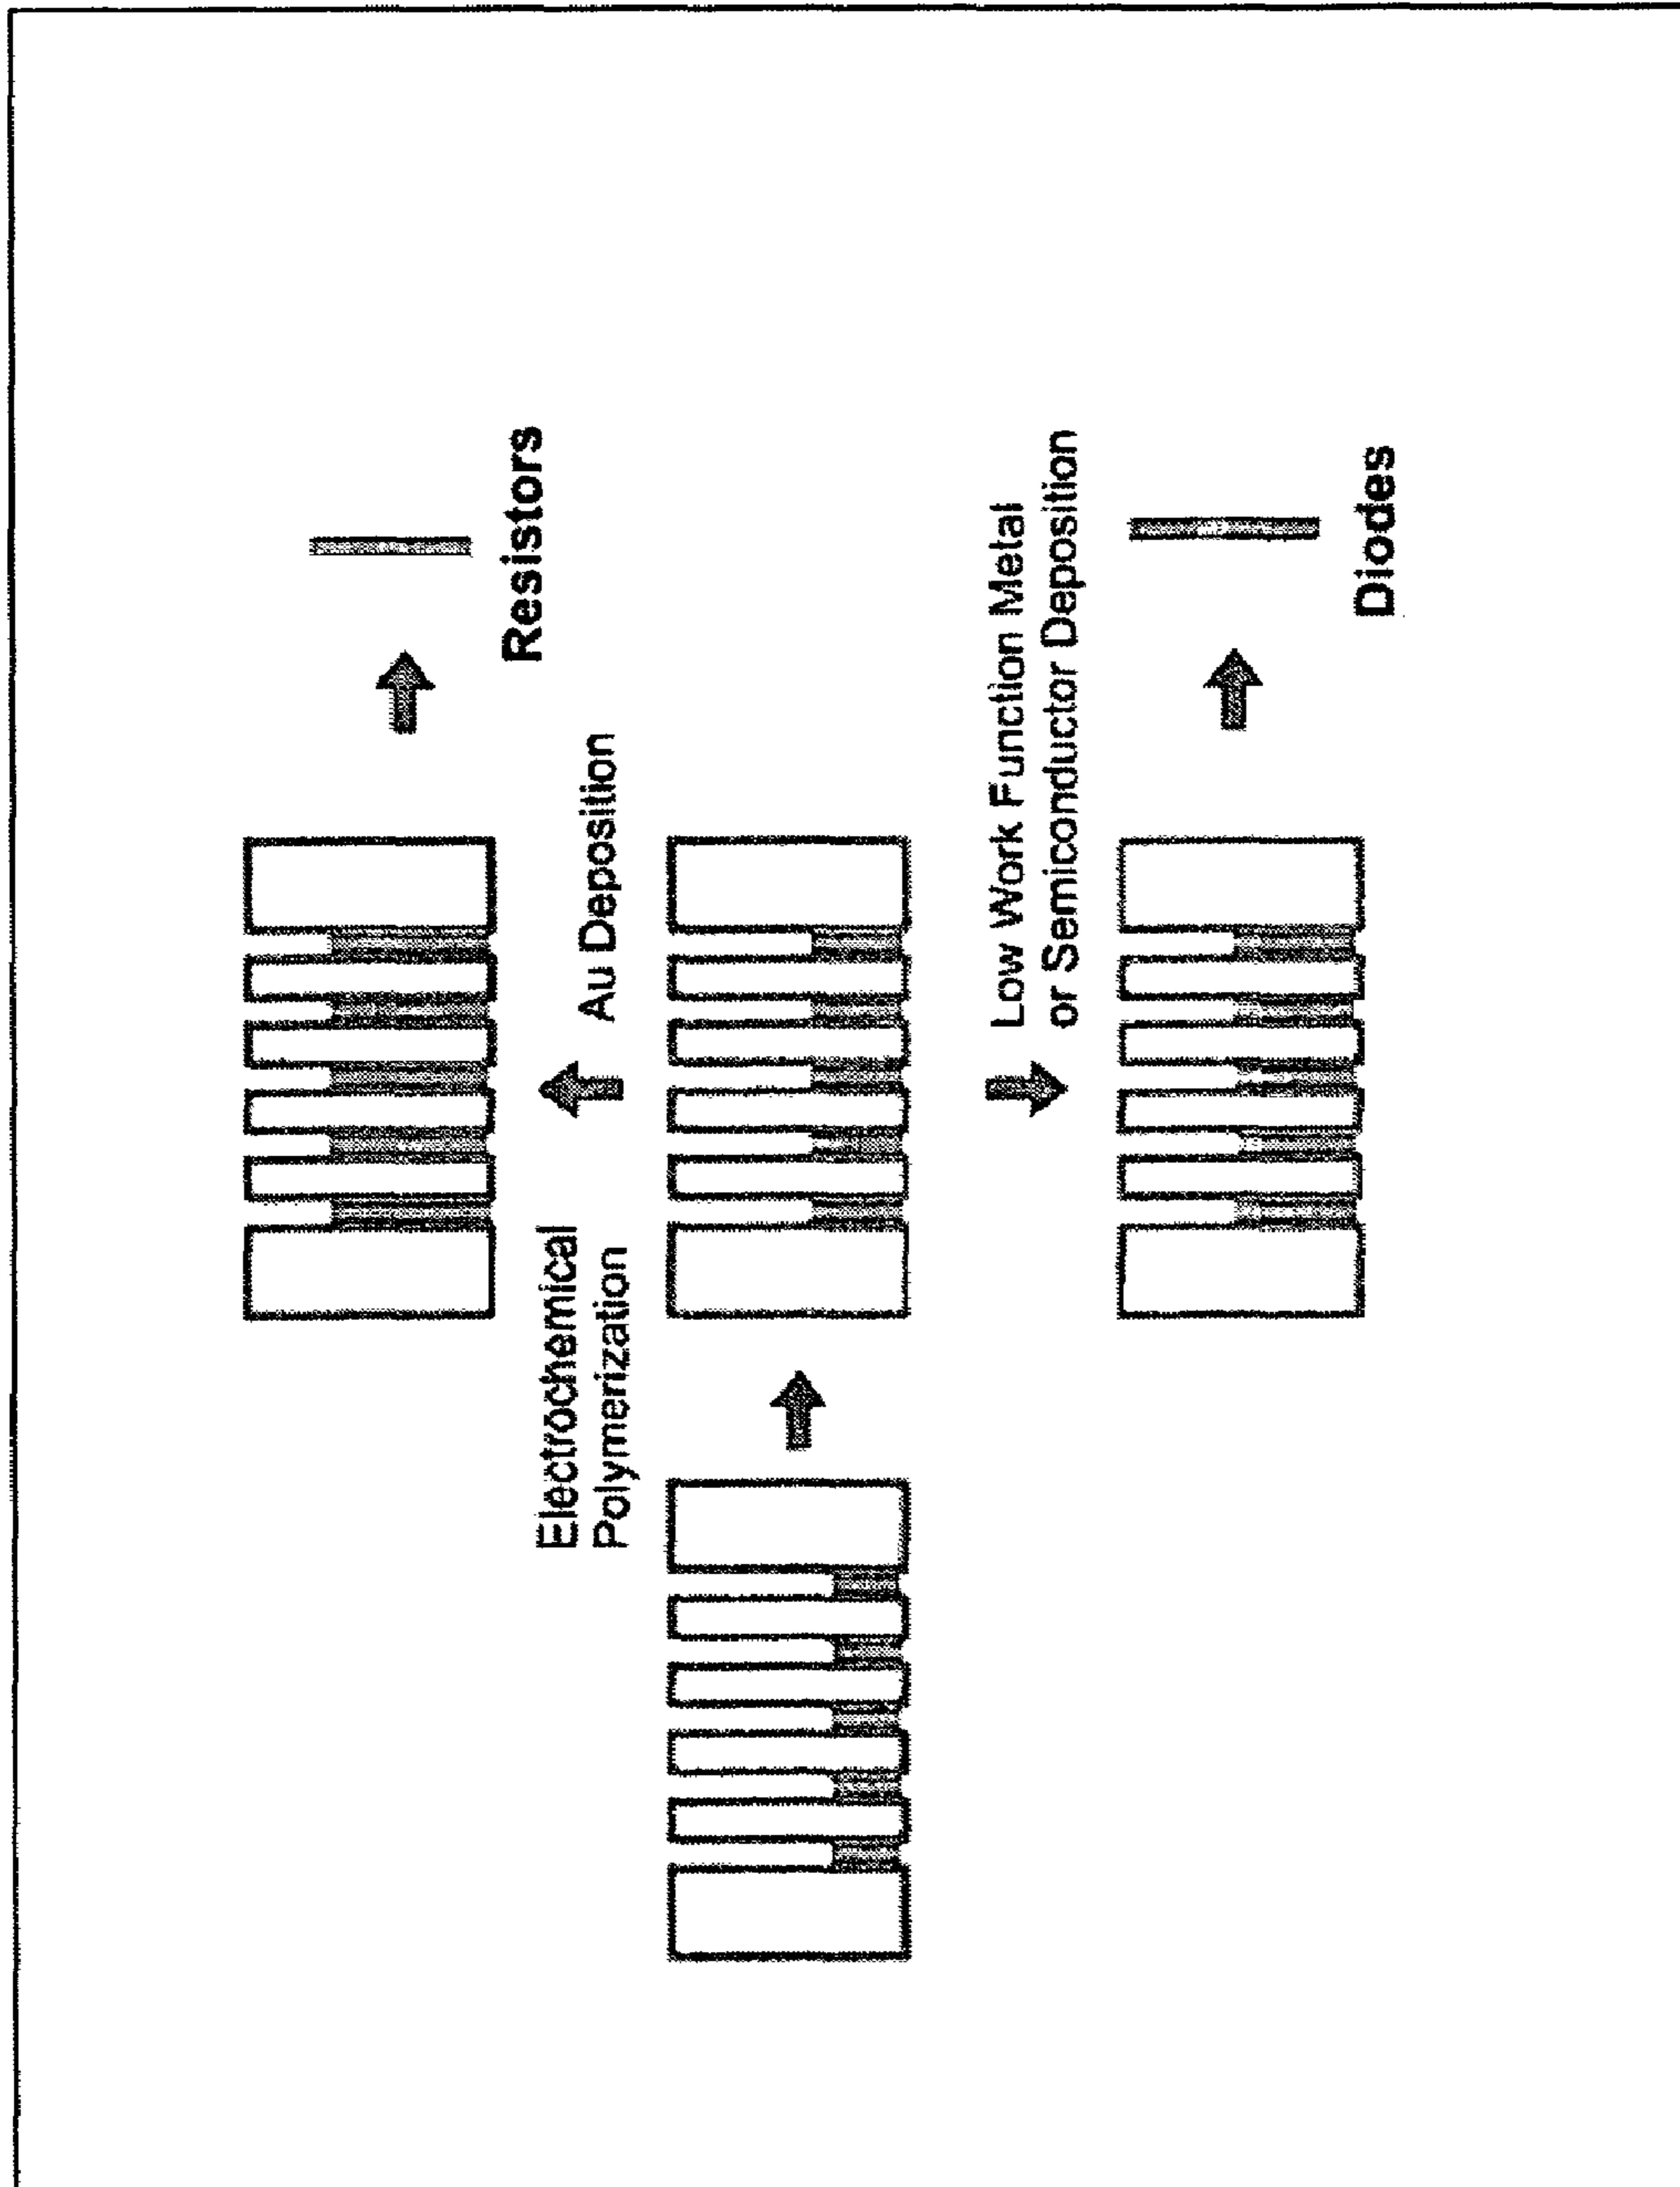 Electrochemical
Polymerization
Au Deposition
Resistors
Low Work Function Metal
or Semiconductor Deposition
Diodes